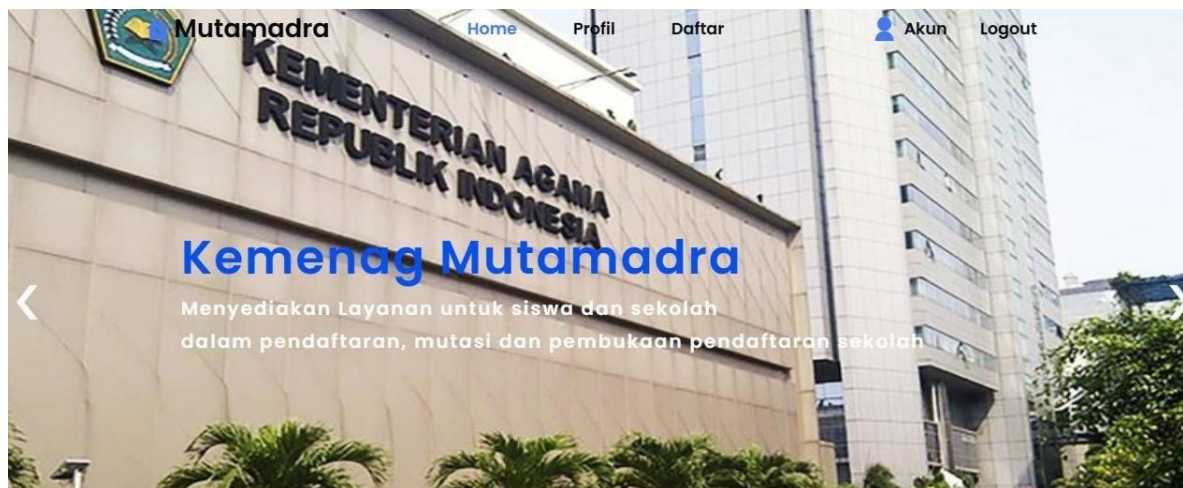 Mutamadra Home Profil Daftar Akun Logout
KEMENTERIAN AGAMA
REPUBLIK INDONESIA
Kemenag Mutamadra
Menyediakan Layanan untuk siswa dan sekolah
dalam pendaftaran, mutasi dan pembukaan pendaftaran sekolah